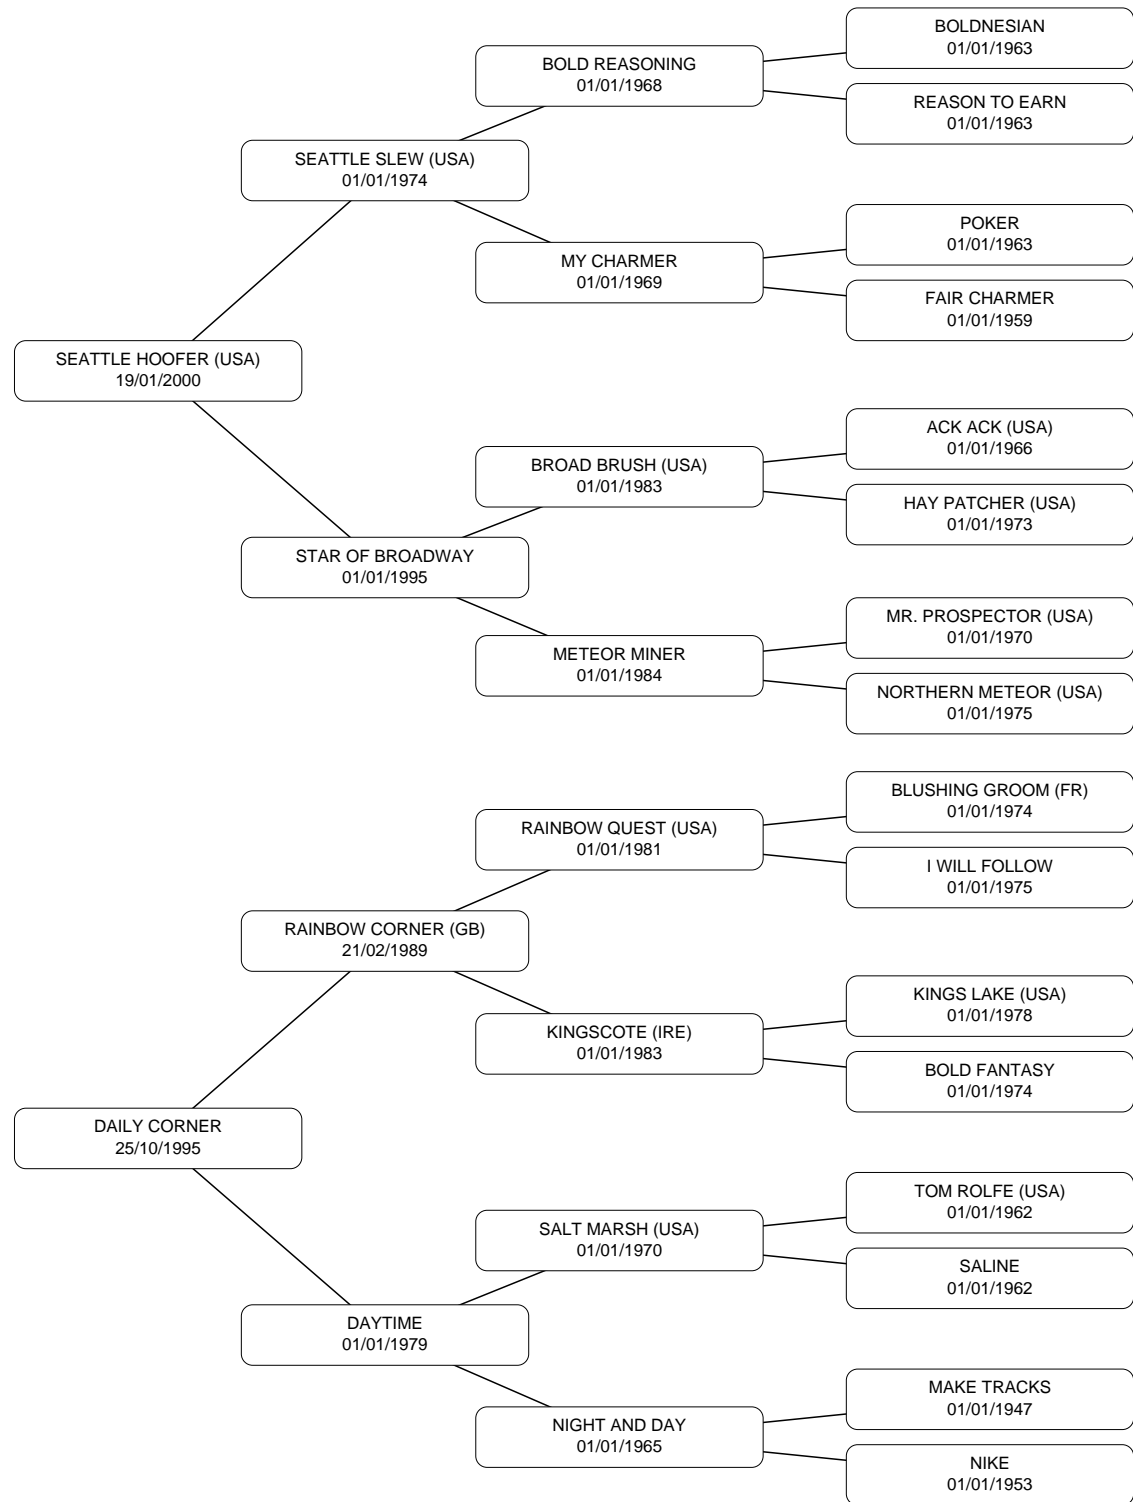 BOLDNESIAN
01/01/1963
BOLD REASONING
01/01/1968
REASON TO EARN
01/01/1963
SEATTLE SLEW (USA)
01/01/1974
POKER
01/01/1963
MY CHARMER
01/01/1969
FAIR CHARMER
01/01/1959
SEATTLE HOOFER (USA)
19/01/2000
ACK ACK (USA)
01/01/1966
BROAD BRUSH (USA)
01/01/1983
HAY PATCHER (USA)
01/01/1973
STAR OF BROADWAY
01/01/1995
MR. PROSPECTOR (USA)
01/01/1970
METEOR MINER
01/01/1984
NORTHERN METEOR (USA)
01/01/1975
BLUSHING GROOM (FR)
01/01/1974
RAINBOW QUEST (USA)
01/01/1981
I WILL FOLLOW
01/01/1975
RAINBOW CORNER (GB)
21/02/1989
KINGS LAKE (USA)
01/01/1978
KINGSCOTE (IRE)
01/01/1983
BOLD FANTASY
01/01/1974
DAILY CORNER
25/10/1995
TOM ROLFE (USA)
01/01/1962
SALT MARSH (USA)
01/01/1970
SALINE
01/01/1962
DAYTIME
01/01/1979
MAKE TRACKS
01/01/1947
NIGHT AND DAY
01/01/1965
NIKE
01/01/1953